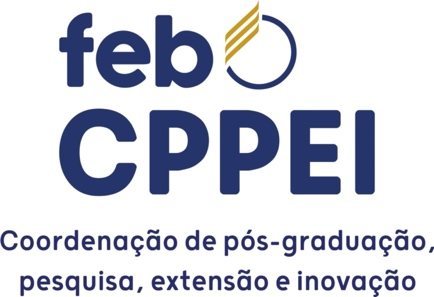 feb
CPPEI
Coordenação de pós-graduação,
pesquisa, extensão e inovação